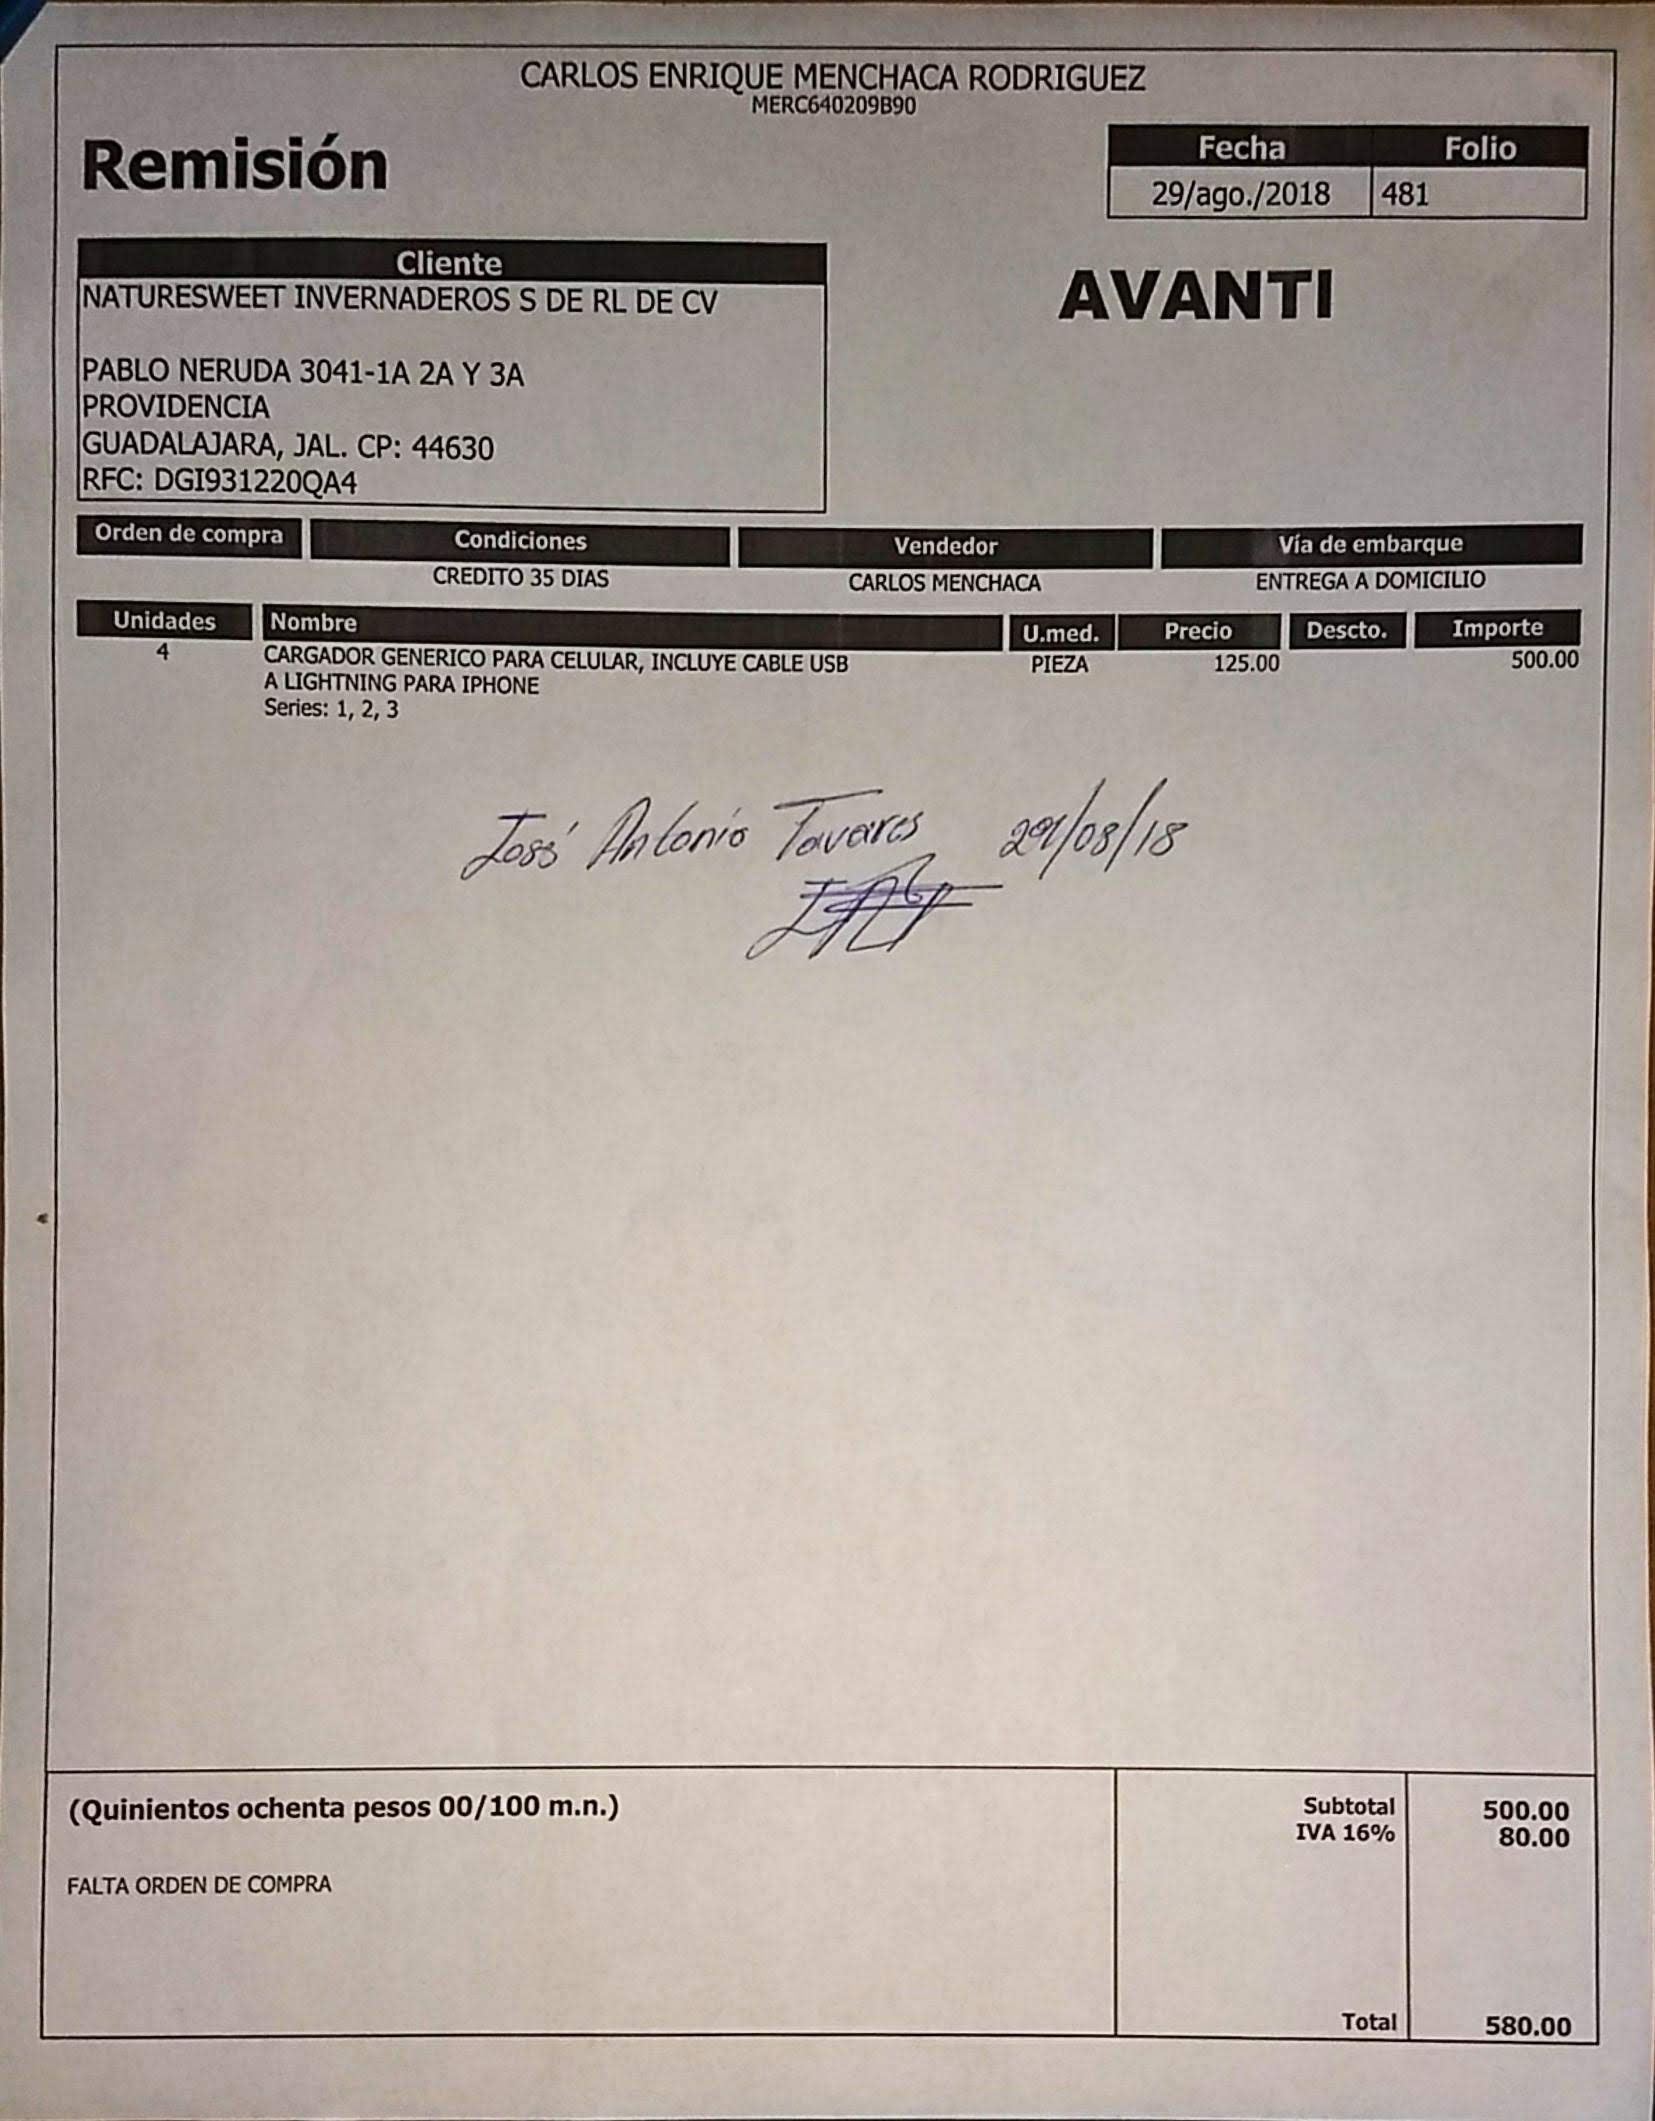 CARLOS ENRIQUE MENCHACA RODRIGUEZ
MERC640209B90
Remisión
Fecha Folio
29/ago./2018 481
Cliente
NATURESWEET INVERNADEROS S DE RL DE CV
PABLO NERUDA 3041-1A 2A Y 3A
PROVIDENCIA
GUADALAJARA, JAL. CP: 44630
RFC: DGI931220QA4
AVANTI
Orden de compra Condiciones Vendedor Vía de embarque
CREDITO 35 DIAS CARLOS MENCHACA ENTREGA A DOMICILIO
Unidades Nombre U.med. Precio Descto. Importe
4 CARGADOR GENERICO PARA CELULAR, INCLUYE CABLE USB PIEZA 125.00 500.00
A LIGHTNING PARA IPHONE
Series: 1, 2, 3
José Antonio Tavares 29/08/18
(Quinientos ochenta pesos 00/100 m.n.) Subtotal 500.00
IVA 16% 80.00
FALTA ORDEN DE COMPRA
Total 580.00